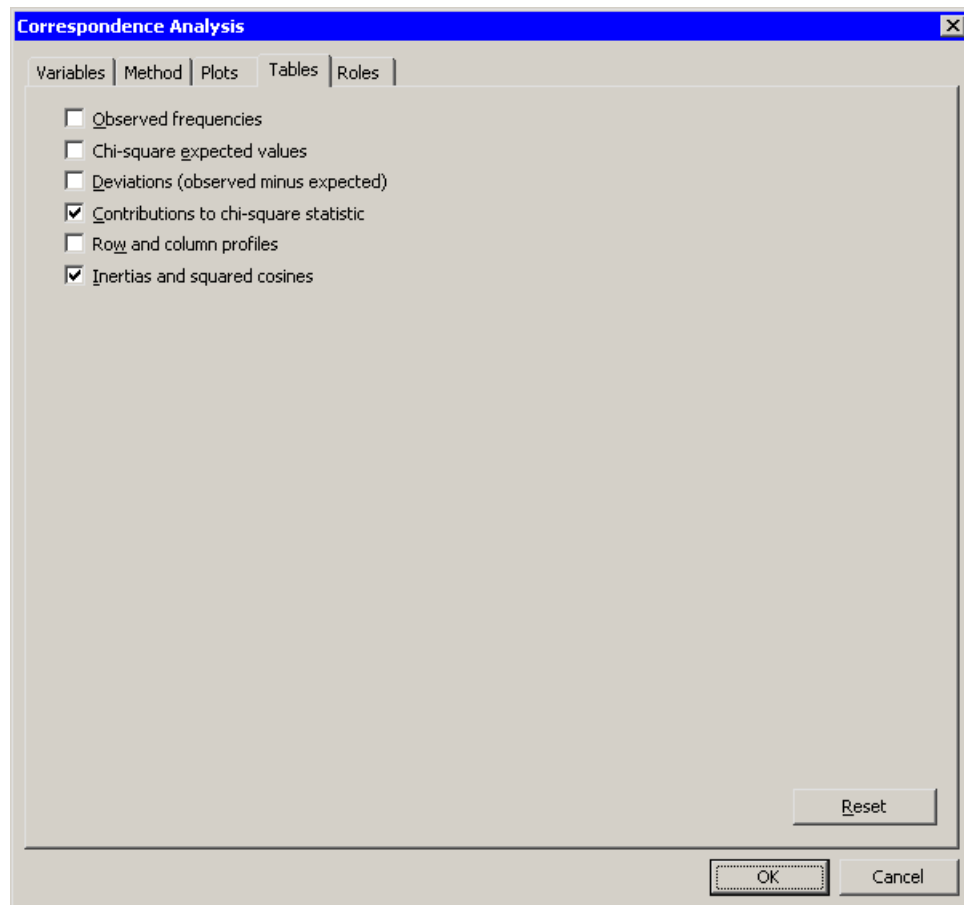 Correspondence Analysis
Variables Method Plots Tables Roles
Observed frequencies
Chi-square expected values
Deviations (observed minus expected)
Contributions to chi-square statistic
Row and column profiles
Inertias and squared cosines
Reset
OK Cancel